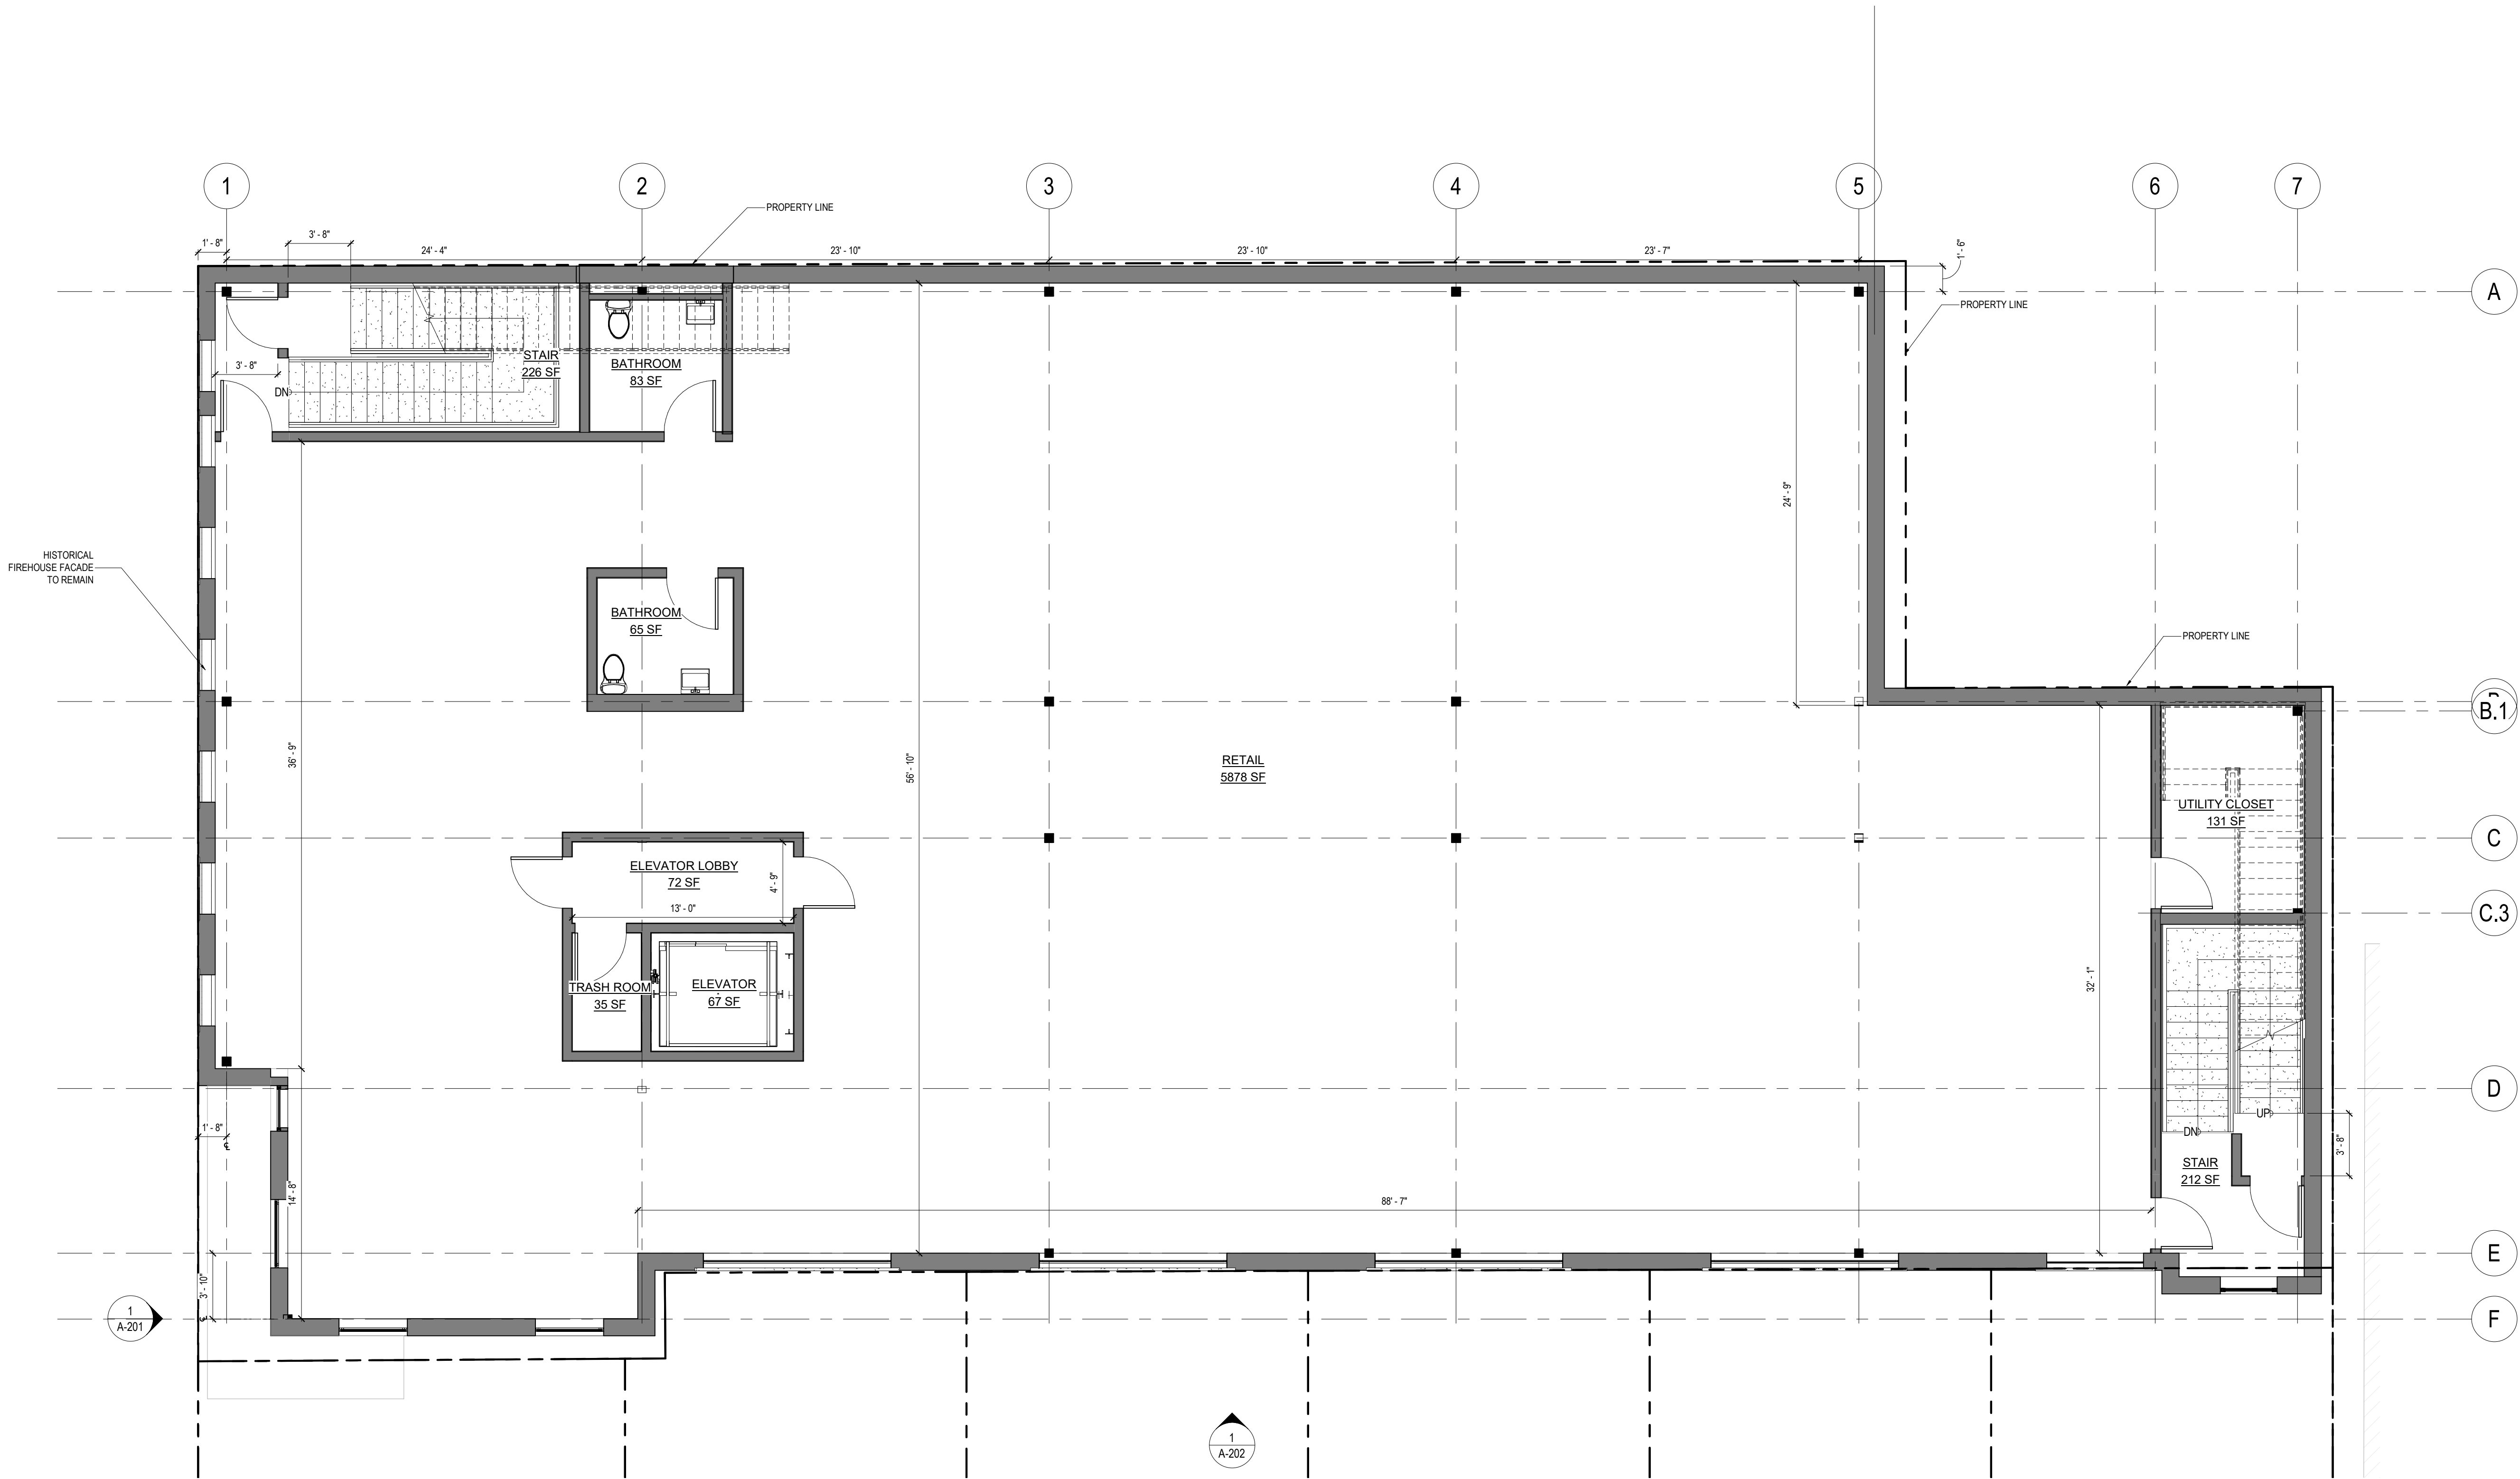 1
2
3
4
5
6
7
PROPERTY LINE
1' - 8"
3' - 8"
24' - 4"
23' - 10"
23' - 10"
23' - 7"
1' - 6"
A
PROPERTY LINE
STAIR
226 SF
BATHROOM
83 SF
3' - 8"
DN
24' - 9"
HISTORICAL
FIREHOUSE FACADE
TO REMAIN
BATHROOM
65 SF
PROPERTY LINE
B.1
36' - 9"
56' - 10"
RETAIL
5878 SF
UTILITY CLOSET
131 SF
C
ELEVATOR LOBBY
72 SF
4' - 9"
13' - 0"
C.3
TRASH ROOM
35 SF
ELEVATOR
67 SF
32' - 1"
D
UP
DN
1' - 8"
3' - 8"
STAIR
212 SF
14' - 8"
88' - 7"
E
3' - 10"
1
A-201
F
1
A-202